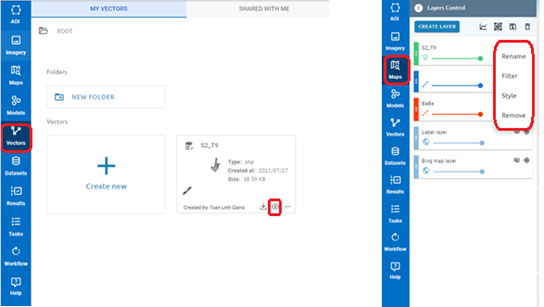 AOI
Imagery
Maps
Models
Vectors
Datasets
Results
Tasks
Workflow
Help
MY VECTORS
SHARED WITH ME
ROOT
Folders
NEW FOLDER
Vectors
Create new
S2_T9
Type: shp
Created at: 2021/07/27
Size: 38.59 KB
Created by: Tuan Linh Giang
AOI
Imagery
Maps
Models
Vectors
Datasets
Results
Tasks
Workflow
Help
Layers Control
CREATE LAYER
S2_T9
BaBe
Label layer
Bing map layer
Rename
Filter
Style
Remove